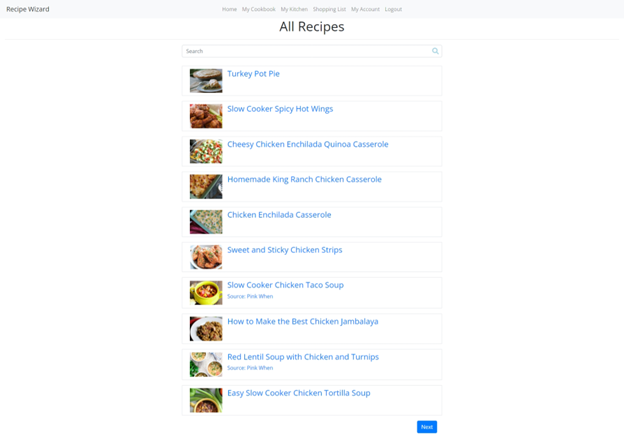 Recipe Wizard
Home My Cookbook My Kitchen Shopping List My Account Logout
All Recipes
Search
Turkey Pot Pie
Slow Cooker Spicy Hot Wings
Cheesy Chicken Enchilada Quinoa Casserole
Homemade King Ranch Chicken Casserole
Chicken Enchilada Casserole
Sweet and Sticky Chicken Strips
Slow Cooker Chicken Taco Soup
Source: Pink When
How to Make the Best Chicken Jambalaya
Red Lentil Soup with Chicken and Turnips
Source: Pink When
Easy Slow Cooker Chicken Tortilla Soup
Next